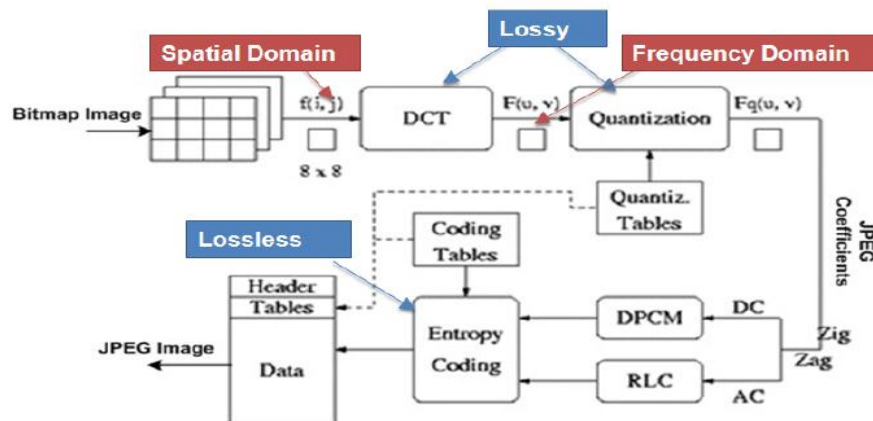 Lossy
Spatial Domain
Frequency Domain
Bitmap Image
f(i, j)
8 x 8
DCT
F(u, v)
Quantization
Fq(u, v)
Quantiz.
Tables
Coding
Tables
Lossless
JPEG
Coefficients
Header
Tables
Data
JPEG Image
Entropy
Coding
DPCM
RLC
DC
AC
Zig
Zag